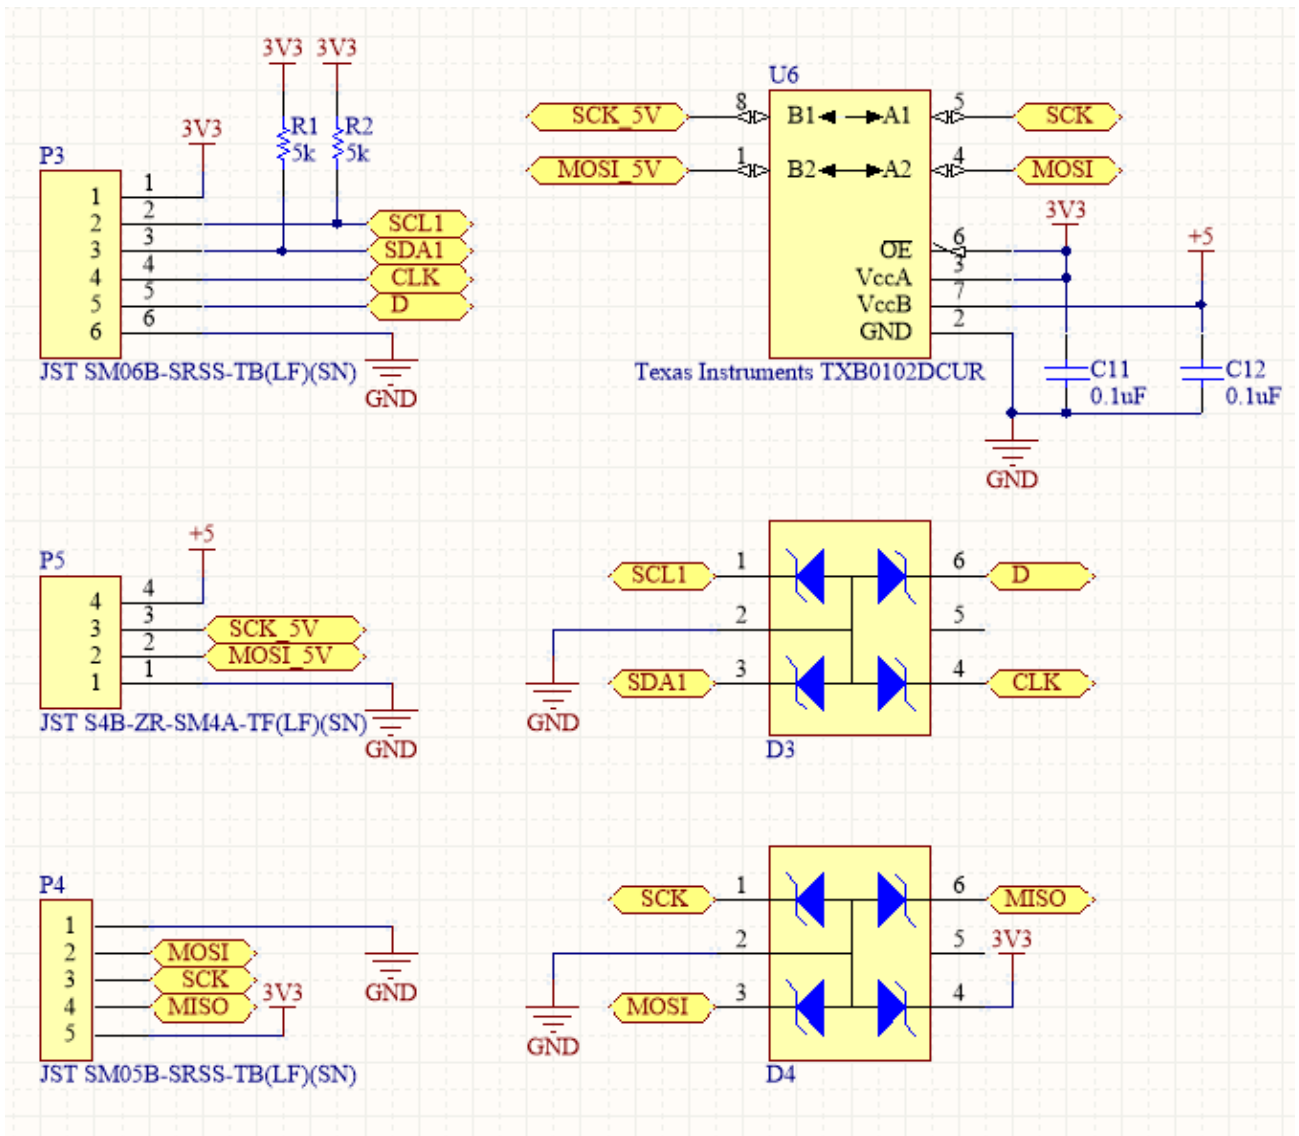 3V3 3V3
R1 R2
5k 5k
3V3
P3
1 1
2 2 SCL1
3 3 SDA1
4 4 CLK
5 5 D
6 6
JST SM06B-SRSS-TB(LF)(SN)
GND
U6
SCK_5V 8 B1 A1 5 SCK
MOSI_5V 1 B2 A2 4 MOSI
3V3
+5
OE 6
VccA 3
VccB 7
GND 2
Texas Instruments TXB0102DCUR
C11 C12
0.1uF 0.1uF
GND
+5
P5
4 4
3 3 SCK_5V
2 2 MOSI_5V
1 1
JST S4B-ZR-SM4A-TF(LF)(SN)
GND
SCL1 1 6 D
2 5
SDA1 3 4 CLK
GND
D3
P4
1
2 MOSI
3 SCK
4 MISO
5
3V3
GND
JST SM05B-SRSS-TB(LF)(SN)
SCK 1 6 MISO
2 5 3V3
MOSI 3 4
GND
D4